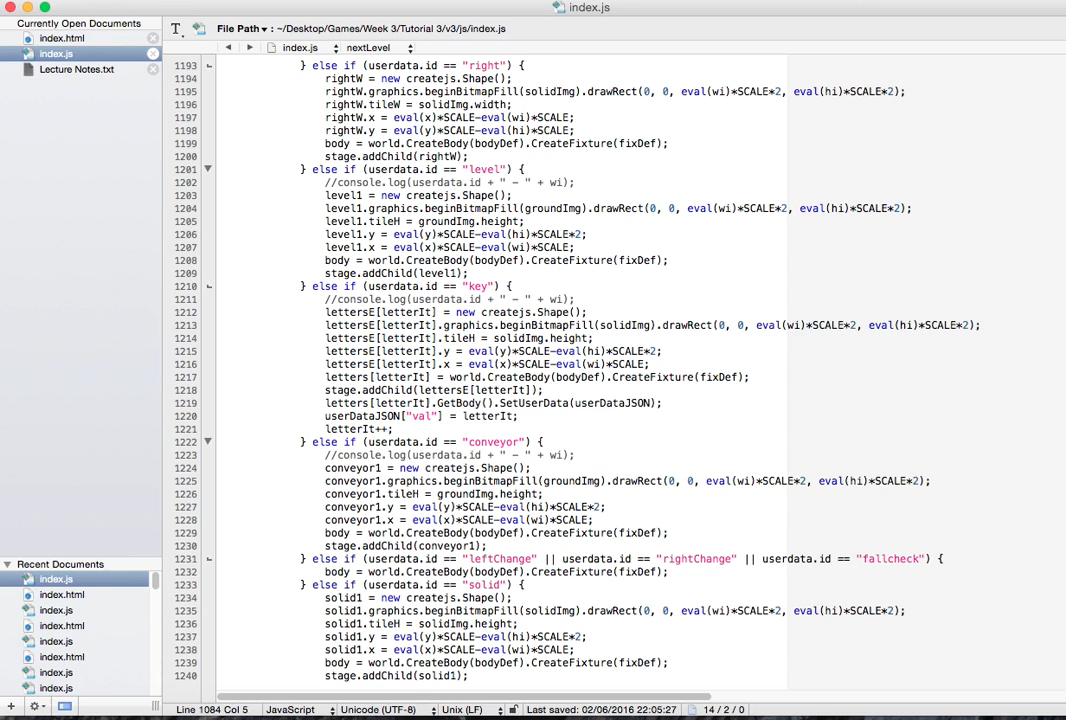 index.js
Currently Open Documents
index.html
index.js
Lecture Notes.txt
File Path ▾ : ~/Desktop/Games/Week 3/Tutorial 3/v3/js/index.js
index.js nextLevel
1193 } else if (userdata.id == "right") {
1194 rightW = new createjs.Shape();
1195 rightW.graphics.beginBitmapFill(solidImg).drawRect(0, 0, eval(wi)*SCALE*2, eval(hi)*SCALE*2);
1196 rightW.tileW = solidImg.width;
1197 rightW.x = eval(x)*SCALE-eval(wi)*SCALE;
1198 rightW.y = eval(y)*SCALE-eval(hi)*SCALE;
1199 body = world.CreateBody(bodyDef).CreateFixture(fixDef);
1200 stage.addChild(rightW);
1201 } else if (userdata.id == "level") {
1202 //console.log(userdata.id + " - " + wi);
1203 level1 = new createjs.Shape();
1204 level1.graphics.beginBitmapFill(groundImg).drawRect(0, 0, eval(wi)*SCALE*2, eval(hi)*SCALE*2);
1205 level1.tileH = groundImg.height;
1206 level1.y = eval(y)*SCALE-eval(hi)*SCALE*2;
1207 level1.x = eval(x)*SCALE-eval(wi)*SCALE;
1208 body = world.CreateBody(bodyDef).CreateFixture(fixDef);
1209 stage.addChild(level1);
1210 } else if (userdata.id == "key") {
1211 //console.log(userdata.id + " - " + wi);
1212 lettersE[letterIt] = new createjs.Shape();
1213 lettersE[letterIt].graphics.beginBitmapFill(solidImg).drawRect(0, 0, eval(wi)*SCALE*2, eval(hi)*SCALE*2);
1214 lettersE[letterIt].tileH = solidImg.height;
1215 lettersE[letterIt].y = eval(y)*SCALE-eval(hi)*SCALE*2;
1216 lettersE[letterIt].x = eval(x)*SCALE-eval(wi)*SCALE;
1217 letters[letterIt] = world.CreateBody(bodyDef).CreateFixture(fixDef);
1218 stage.addChild(lettersE[letterIt]);
1219 letters[letterIt].GetBody().SetUserData(userDataJSON);
1220 userDataJSON["val"] = letterIt;
1221 letterIt++;
1222 } else if (userdata.id == "conveyor") {
1223 //console.log(userdata.id + " - " + wi);
1224 conveyor1 = new createjs.Shape();
1225 conveyor1.graphics.beginBitmapFill(groundImg).drawRect(0, 0, eval(wi)*SCALE*2, eval(hi)*SCALE*2);
1226 conveyor1.tileH = groundImg.height;
1227 conveyor1.y = eval(y)*SCALE-eval(hi)*SCALE*2;
1228 conveyor1.x = eval(x)*SCALE-eval(wi)*SCALE;
1229 body = world.CreateBody(bodyDef).CreateFixture(fixDef);
1230 stage.addChild(conveyor1);
1231 } else if (userdata.id == "leftChange" || userdata.id == "rightChange" || userdata.id == "fallcheck") {
1232 body = world.CreateBody(bodyDef).CreateFixture(fixDef);
1233 } else if (userdata.id == "solid") {
1234 solid1 = new createjs.Shape();
1235 solid1.graphics.beginBitmapFill(solidImg).drawRect(0, 0, eval(wi)*SCALE*2, eval(hi)*SCALE*2);
1236 solid1.tileH = solidImg.height;
1237 solid1.y = eval(y)*SCALE-eval(hi)*SCALE*2;
1238 solid1.x = eval(x)*SCALE-eval(wi)*SCALE;
1239 body = world.CreateBody(bodyDef).CreateFixture(fixDef);
1240 stage.addChild(solid1);
Recent Documents
index.js
index.html
index.js
index.html
index.js
index.html
index.js
index.js
Line 1084 Col 5 JavaScript Unicode (UTF-8) Unix (LF) Last saved: 02/06/2016 22:05:27 14 / 2 / 0